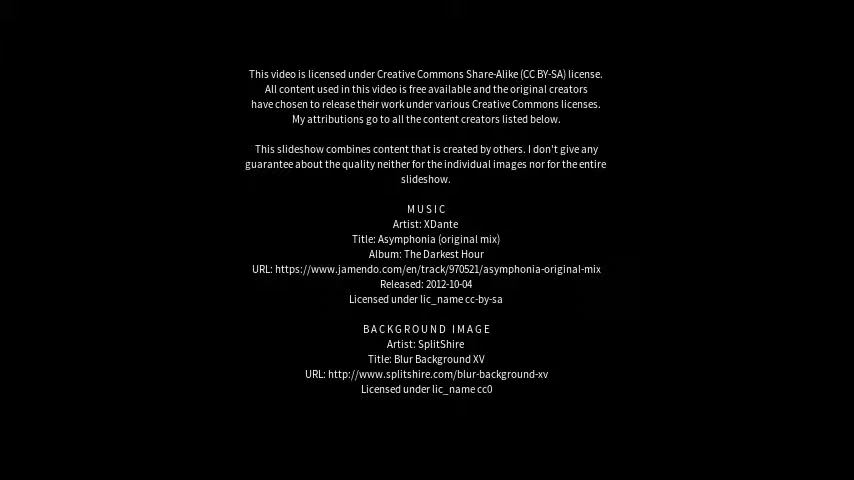 This video is licensed under Creative Commons Share-Alike (CC BY-SA) license.
All content used in this video is free available and the original creators
have chosen to release their work under various Creative Commons licenses.
My attributions go to all the content creators listed below.
This slideshow combines content that is created by others. I don't give any
guarantee about the quality neither for the individual images nor for the entire
slideshow.
MUSIC
Artist: XDante
Title: Asymphonia (original mix)
Album: The Darkest Hour
URL: https://www.jamendo.com/en/track/970521/asymphonia-original-mix
Released: 2012-10-04
Licensed under lic_name cc-by-sa
BACKGROUND IMAGE
Artist: SplitShire
Title: Blur Background XV
URL: http://www.splitshire.com/blur-background-xv
Licensed under lic_name cc0